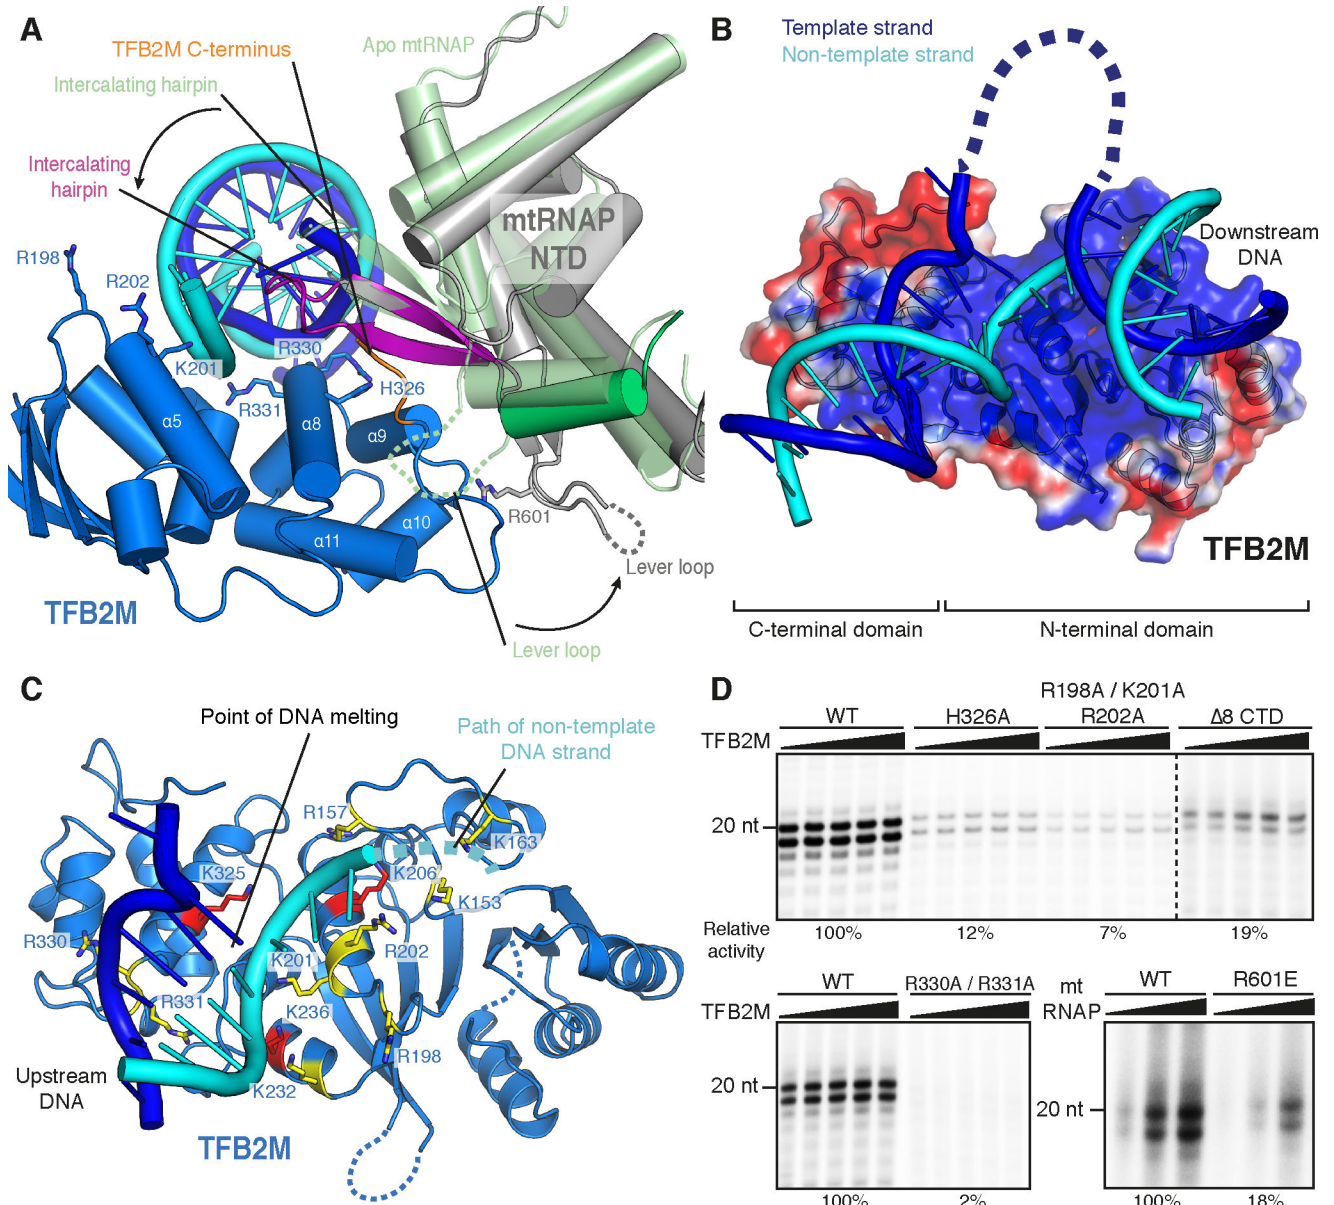 A
TFB2M C-terminus
Apo mtRNAP
Intercalating hairpin
Intercalating
hairpin
mtRNAP
NTD
R198
R202
K201
R330
R331
H326
α5
α8
α9
α10
α11
R601
Lever loop
TFB2M
Lever loop
B
Template strand
Non-template strand
Downstream
DNA
TFB2M
C-terminal domain
N-terminal domain
C
Point of DNA melting
Path of non-template
DNA strand
R157
K163
K325
K206
K153
R330
K201
R202
R331
K236
R198
K232
Upstream
DNA
TFB2M
D
R198A / K201A
WT
H326A
R202A
Δ8 CTD
TFB2M
20 nt
Relative
activity
100%
12%
7%
19%
WT
R330A / R331A
TFB2M
20 nt
100%
2%
mt
RNAP
WT
R601E
20 nt
100%
18%